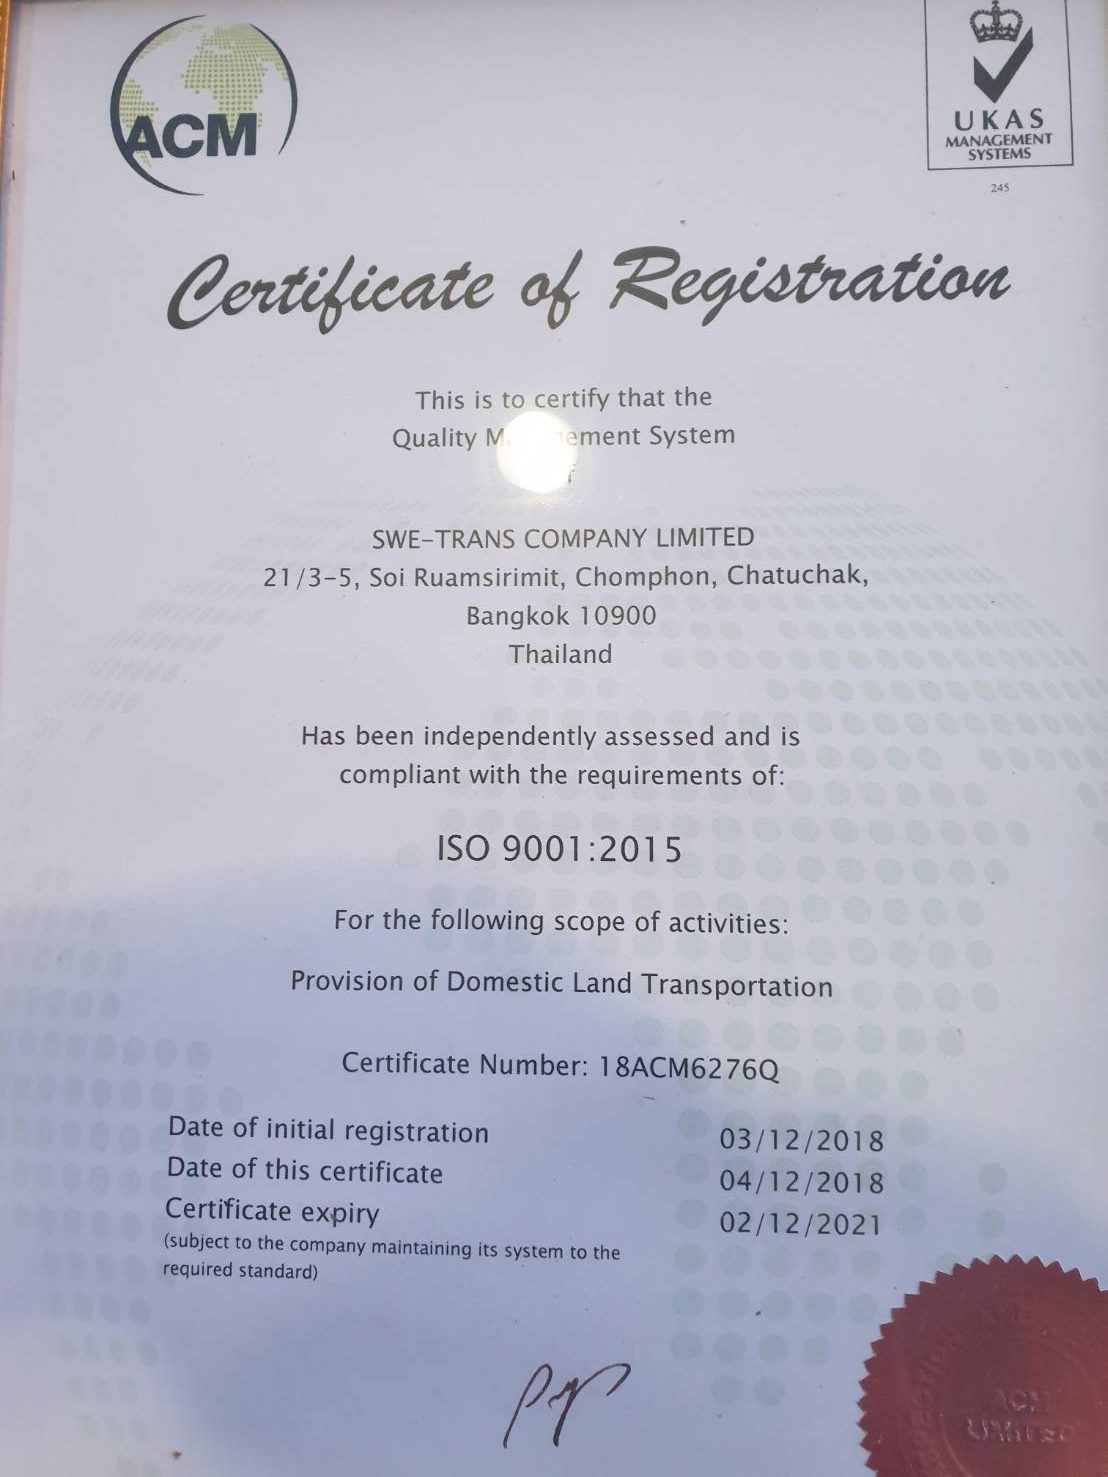 ACM
UKAS
MANAGEMENT
SYSTEMS
245
Certificate of Registration
This is to certify that the
Quality System
SWE-TRANS COMPANY LIMITED
21/3-5, Soi Ruamsirimit, Chomphon, Chatuchak,
Bangkok 10900
Thailand
Has been independently assessed and is
compliant with the requirements of:
ISO 9001:2015
For the following scope of activities:
Provision of Domestic Land Transportation
Certificate Number: 18ACM6276Q
Date of initial registration 03/12/2018
Date of this certificate 04/12/2018
Certificate expiry 02/12/2021
(subject to the company maintaining its system to the
required standard)
ACM
LIMITED